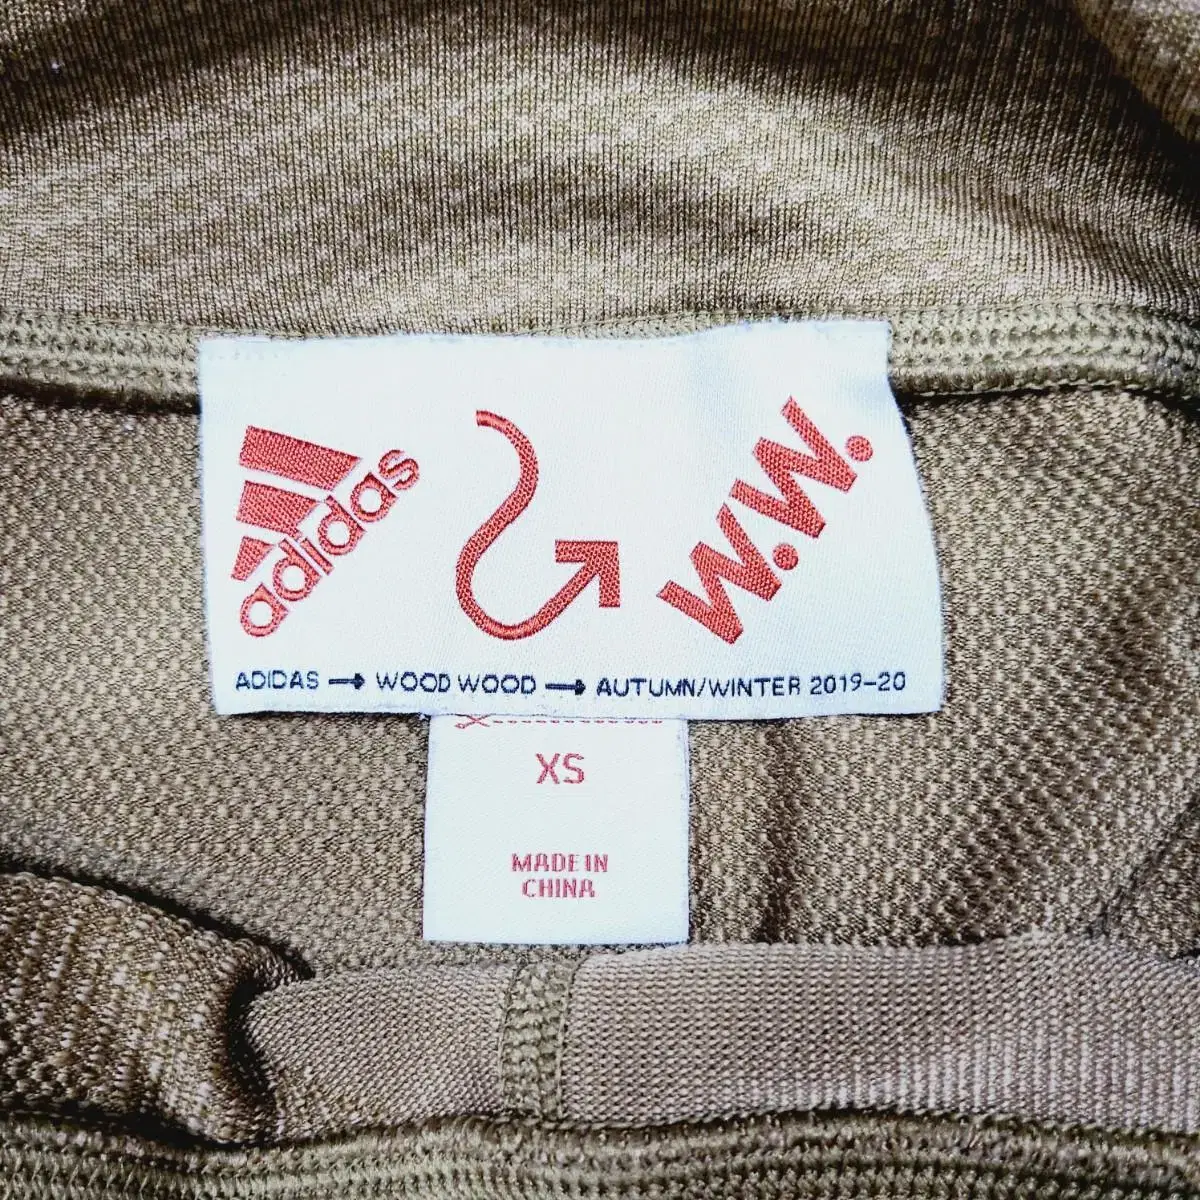 adidas
W.W.
ADIDAS → WOOD WOOD → AUTUMN/WINTER 2019-20
XS
MADE IN
CHINA